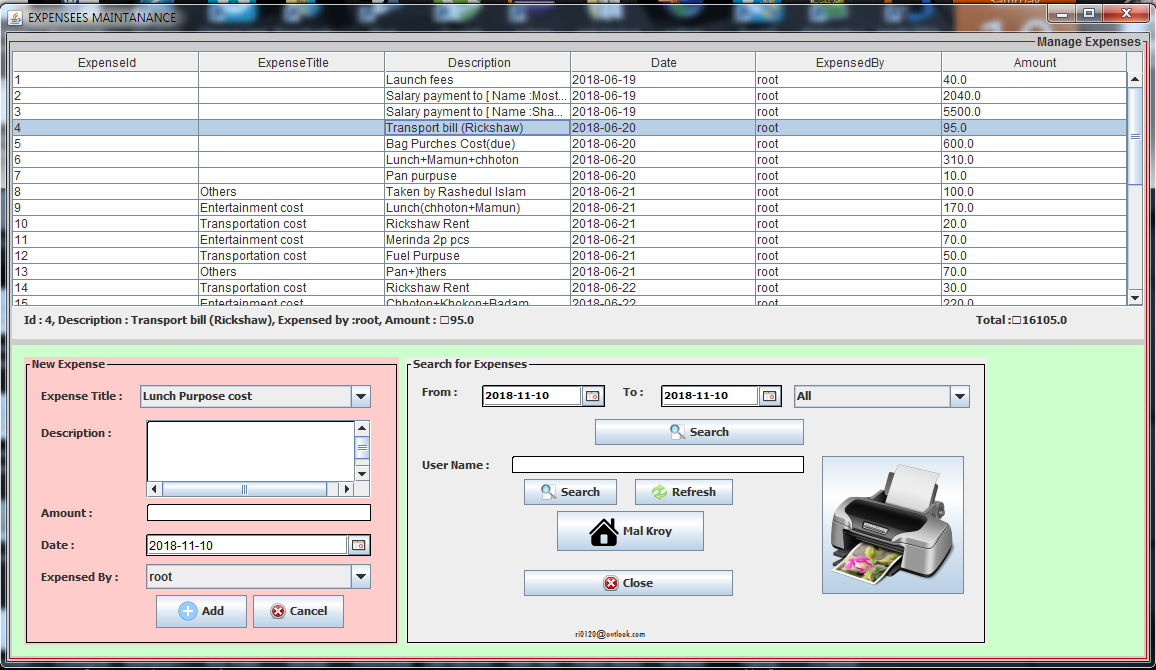 EXPENSEES MAINTANANCE
Manage Expenses
ExpenseId ExpenseTitle Description Date ExpensedBy Amount
1 Launch fees 2018-06-19 root 40.0
2 Salary payment to [ Name :Most... 2018-06-19 root 2040.0
3 Salary payment to [ Name :Sha... 2018-06-19 root 5500.0
4 Transport bill (Rickshaw) 2018-06-20 root 95.0
5 Bag Purches Cost(due) 2018-06-20 root 600.0
6 Lunch+Mamun+chhoton 2018-06-20 root 310.0
7 Pan purpuse 2018-06-20 root 10.0
8 Others Taken by Rashedul Islam 2018-06-21 root 100.0
9 Entertainment cost Lunch(chhoton+Mamun) 2018-06-21 root 170.0
10 Transportation cost Rickshaw Rent 2018-06-21 root 20.0
11 Entertainment cost Merinda 2p pcs 2018-06-21 root 70.0
12 Transportation cost Fuel Purpuse 2018-06-21 root 50.0
13 Others Pan+)thers 2018-06-21 root 70.0
14 Transportation cost Rickshaw Rent 2018-06-22 root 30.0
15 Entertainment cost Chhoton+Khokon+Badam 2018-06-22 root 220.0
Id : 4, Description : Transport bill (Rickshaw), Expensed by :root, Amount : □95.0 Total :□16105.0
New Expense
Expense Title : Lunch Purpose cost
Description :
Amount :
Date : 2018-11-10
Expensed By : root
Add Cancel
Search for Expenses
From : 2018-11-10 To : 2018-11-10 All
Search
User Name :
Search Refresh
Mal Kroy
Close
ri0120@outlook.com